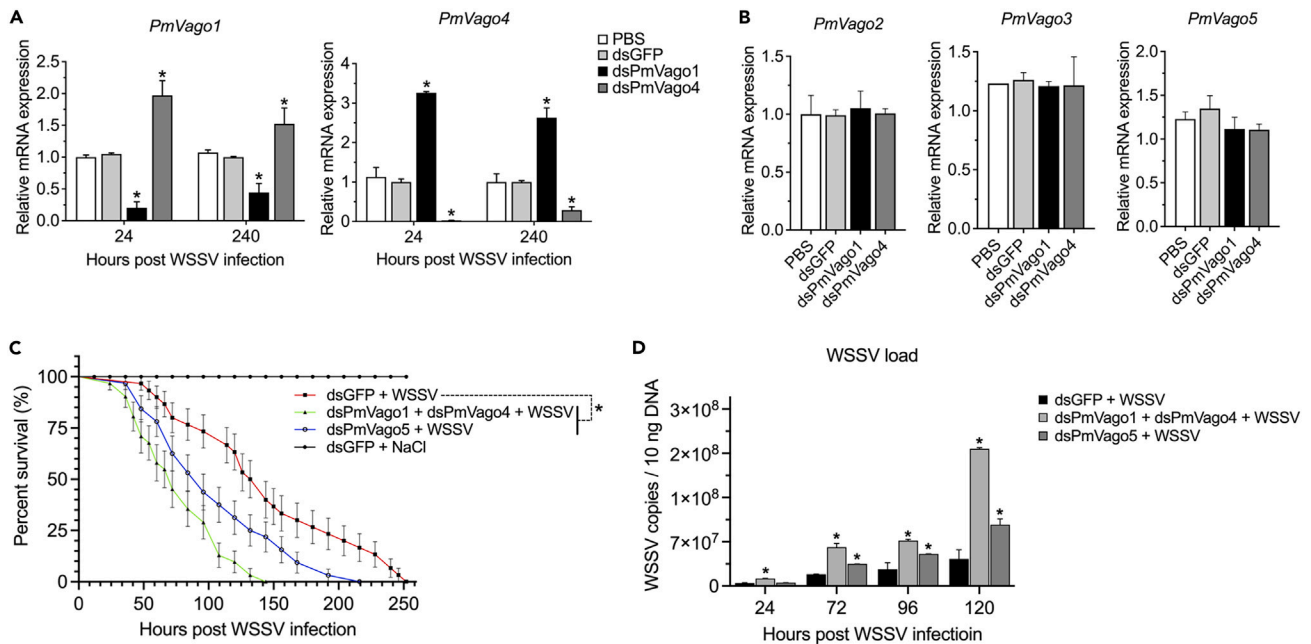 A
PmVago1
Relative mRNA expression
2.5
2.0
1.5
1.0
0.5
0.0
*
*
*
*
24
240
Hours post WSSV infection
PmVago4
Relative mRNA expression
4
3
2
1
0
*
*
*
*
24
240
Hours post WSSV infection
PBS
dsGFP
dsPmVago1
dsPmVago4
B
PmVago2
Relative mRNA expression
1.5
1.0
0.5
0.0
PBS
dsGFP
dsPmVago1
dsPmVago4
PmVago3
Relative mRNA expression
1.5
1.0
0.5
0.0
PBS
dsGFP
dsPmVago1
dsPmVago4
PmVago5
Relative mRNA expression
2.0
1.5
1.0
0.5
0.0
PBS
dsGFP
dsPmVago1
dsPmVago4
C
Percent survival (%)
100
75
50
25
0
dsGFP + WSSV
dsPmVago1 + dsPmVago4 + WSSV
dsPmVago5 + WSSV
dsGFP + NaCl
*
0
50
100
150
200
250
Hours post WSSV infection
D
WSSV load
WSSV copies / 10 ng DNA
3×10⁸
2×10⁸
1×10⁸
7×10⁷
0
*
*
*
*
*
*
*
24
72
96
120
Hours post WSSV infectioin
dsGFP + WSSV
dsPmVago1 + dsPmVago4 + WSSV
dsPmVago5 + WSSV